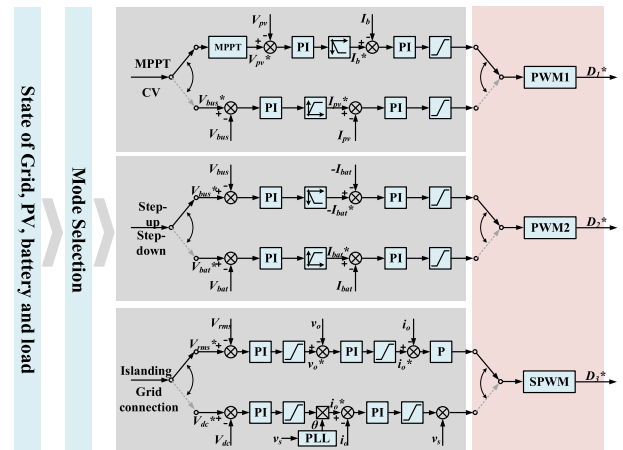 State of Grid, PV, battery and load
Mode Selection
MPPT
CV
MPPT
V_pv
V_pv*
+ -
PI
I_b
I_b*
+ -
PI
V_bus*
+ -
V_bus
PI
I_pv*
+ -
I_pv
PI
PWM1
D_1*
Step-up
Step-down
V_bus
V_bus*
+ -
PI
-I_bat
-I_bat*
+ -
PI
V_bat*
+ -
V_bat
PI
I_bat*
+ -
I_bat
PI
PWM2
D_2*
Islanding
Grid connection
V_rms
V_rms*
+ -
PI
v_o
v_o*
+ -
PI
i_o
i_o*
+ -
P
V_dc*
+ -
V_dc
PI
θ
v_s
PLL
i_o*
+ -
PI
v_s
SPWM
D_3*